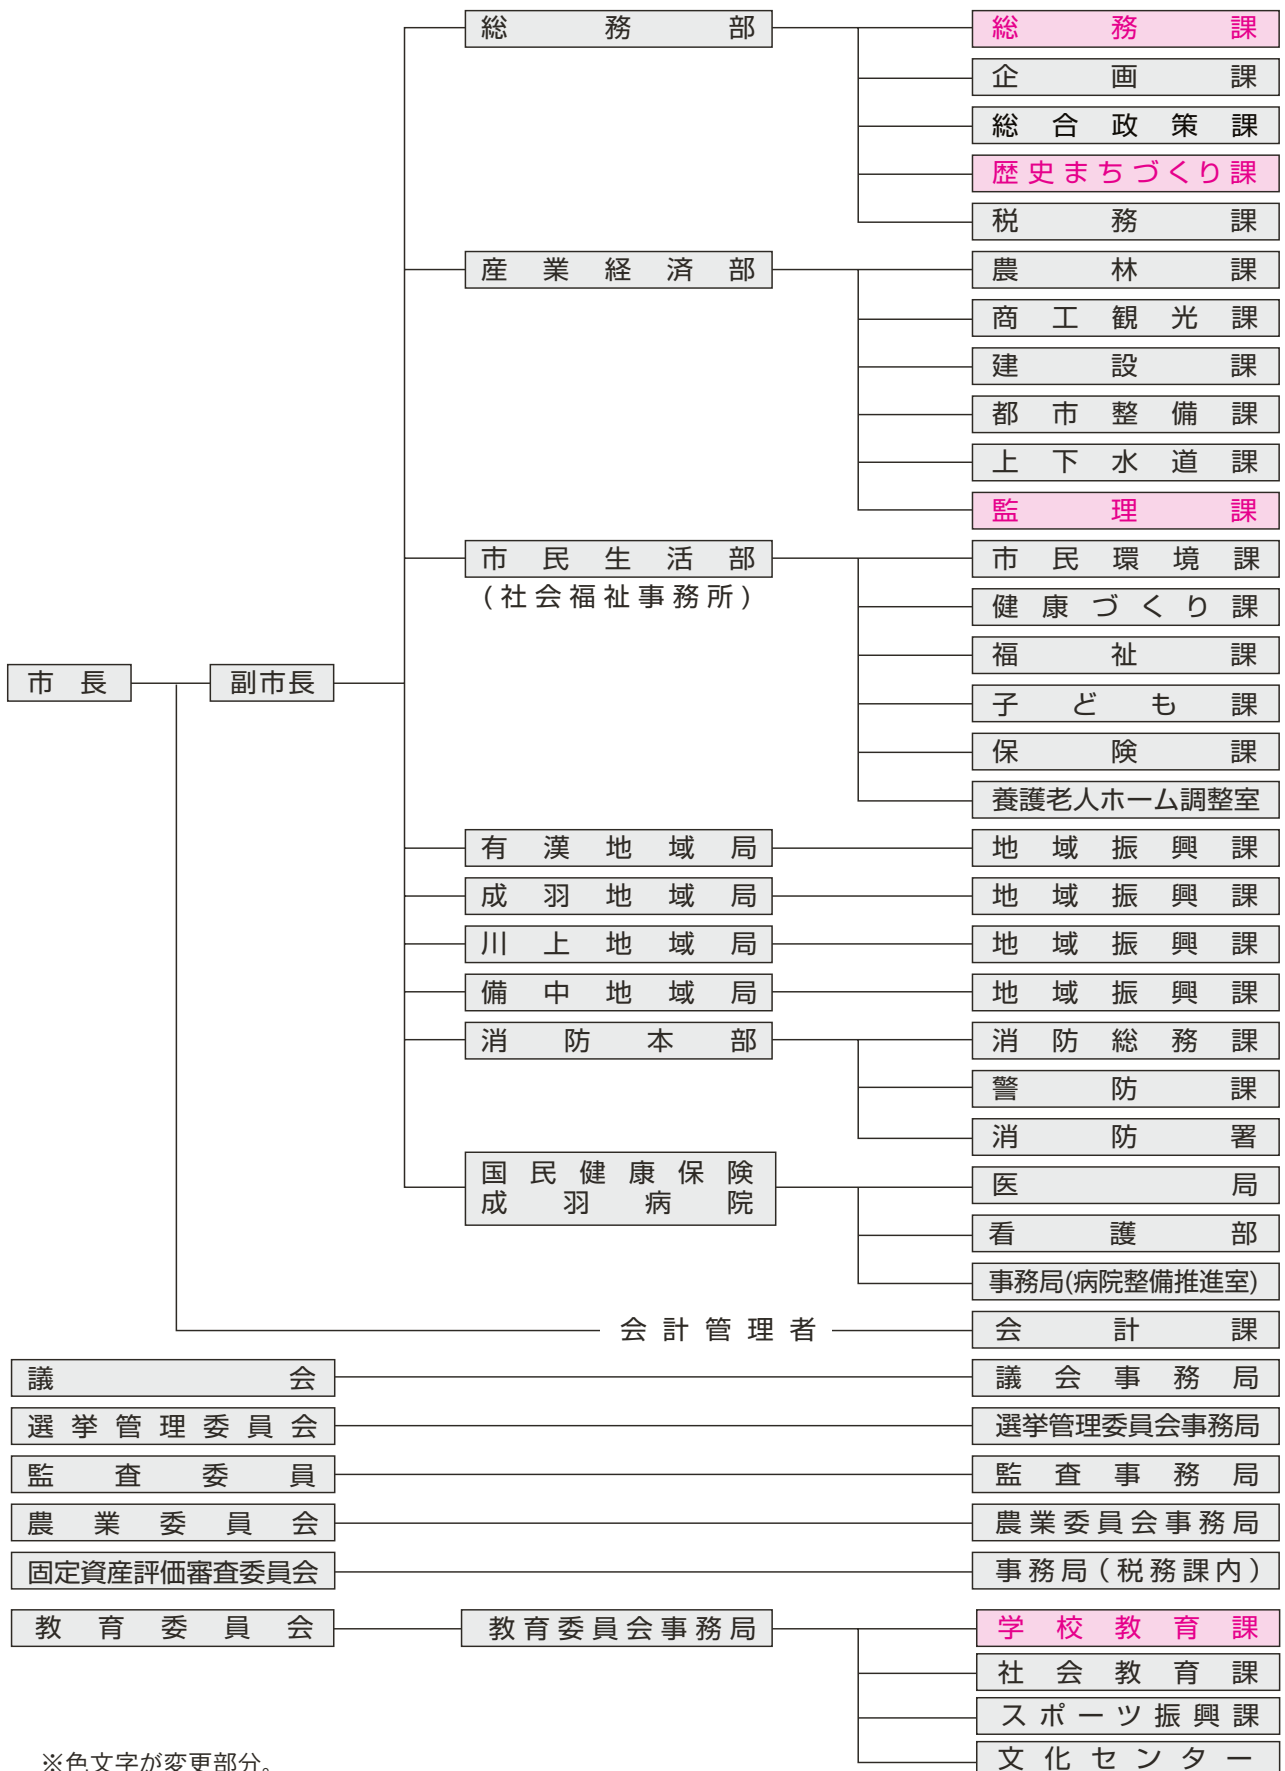 総務部
総務課
企画課
総合政策課
歴史まちづくり課
税務課
産業経済部
農林課
商工観光課
建設課
都市整備課
上下水道課
監理課
市民生活部
(社会福祉事務所)
市民環境課
健康づくり課
福祉課
子ども課
保険課
養護老人ホーム調整室
市長
副市長
有漢地域局
地域振興課
成羽地域局
地域振興課
川上地域局
地域振興課
備中地域局
地域振興課
消防本部
消防総務課
警防課
消防署
国民健康保険
成羽病院
医局
看護部
事務局(病院整備推進室)
会計管理者
会計課
議会
議会事務局
選挙管理委員会
選挙管理委員会事務局
監査委員
監査事務局
農業委員会
農業委員会事務局
固定資産評価審査委員会
事務局(税務課内)
教育委員会
教育委員会事務局
学校教育課
社会教育課
スポーツ振興課
文化センター
※色文字が変更部分。